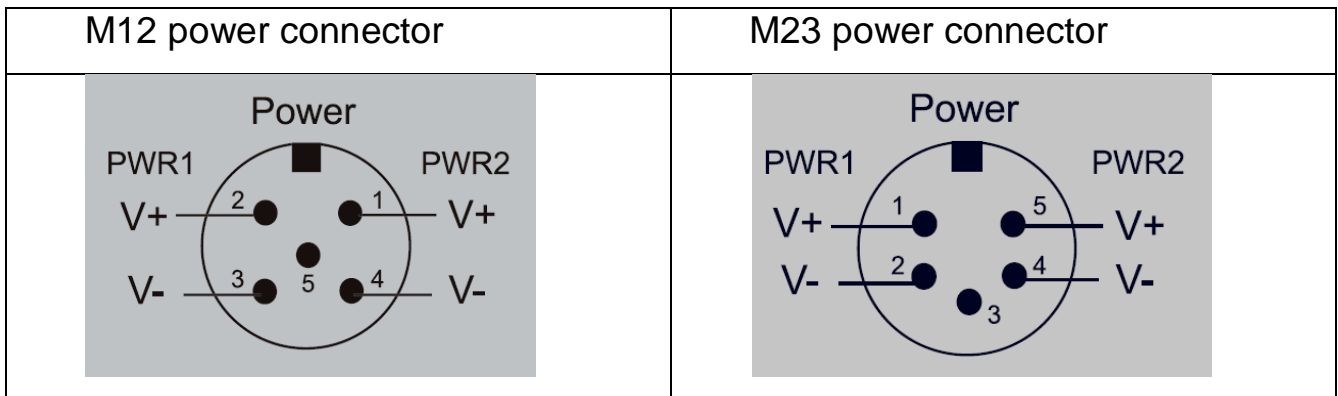 M12 power connector
M23 power connector
Power
PWR1 PWR2
V+ 2 1 V+
V- 3 5 4 V-
Power
PWR1 PWR2
V+ 1 5 V+
V- 2 4 V-
3